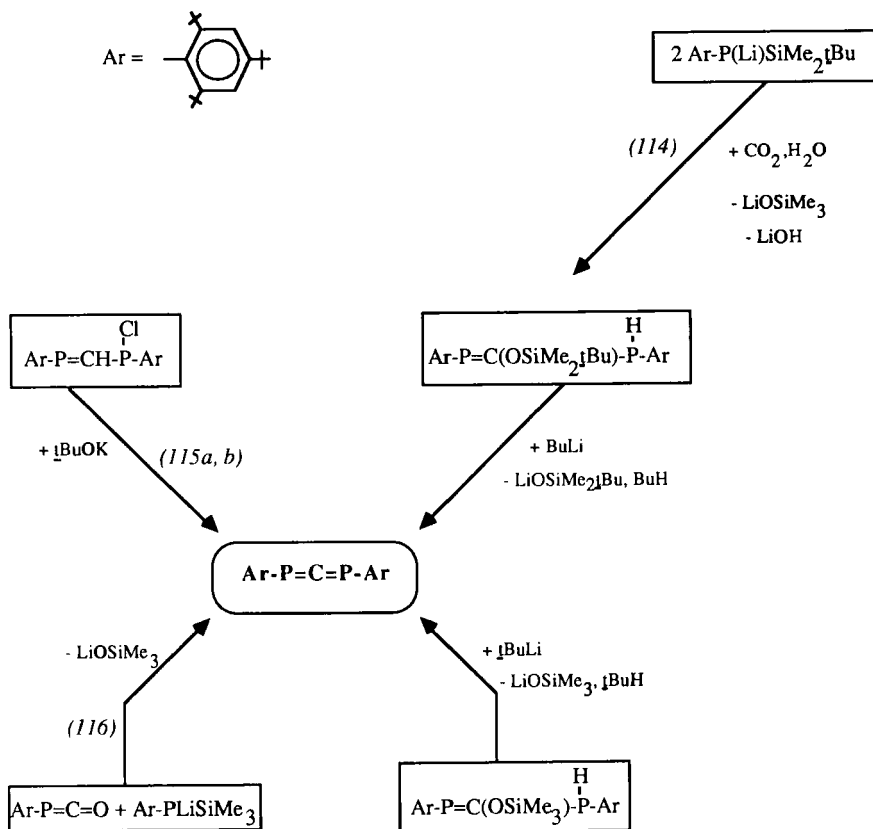 Ar =
2 Ar-P(Li)SiMe2tBu
(114)
+ CO2,H2O
- LiOSiMe3
- LiOH
Cl
Ar-P=CH-P-Ar
H
Ar-P=C(OSiMe2tBu)-P-Ar
+ tBuOK
(115a, b)
+ BuLi
- LiOSiMe2tBu, BuH
Ar-P=C=P-Ar
- LiOSiMe3
(116)
+ tBuLi
- LiOSiMe3, tBuH
Ar-P=C=O + Ar-PLiSiMe3
H
Ar-P=C(OSiMe3)-P-Ar